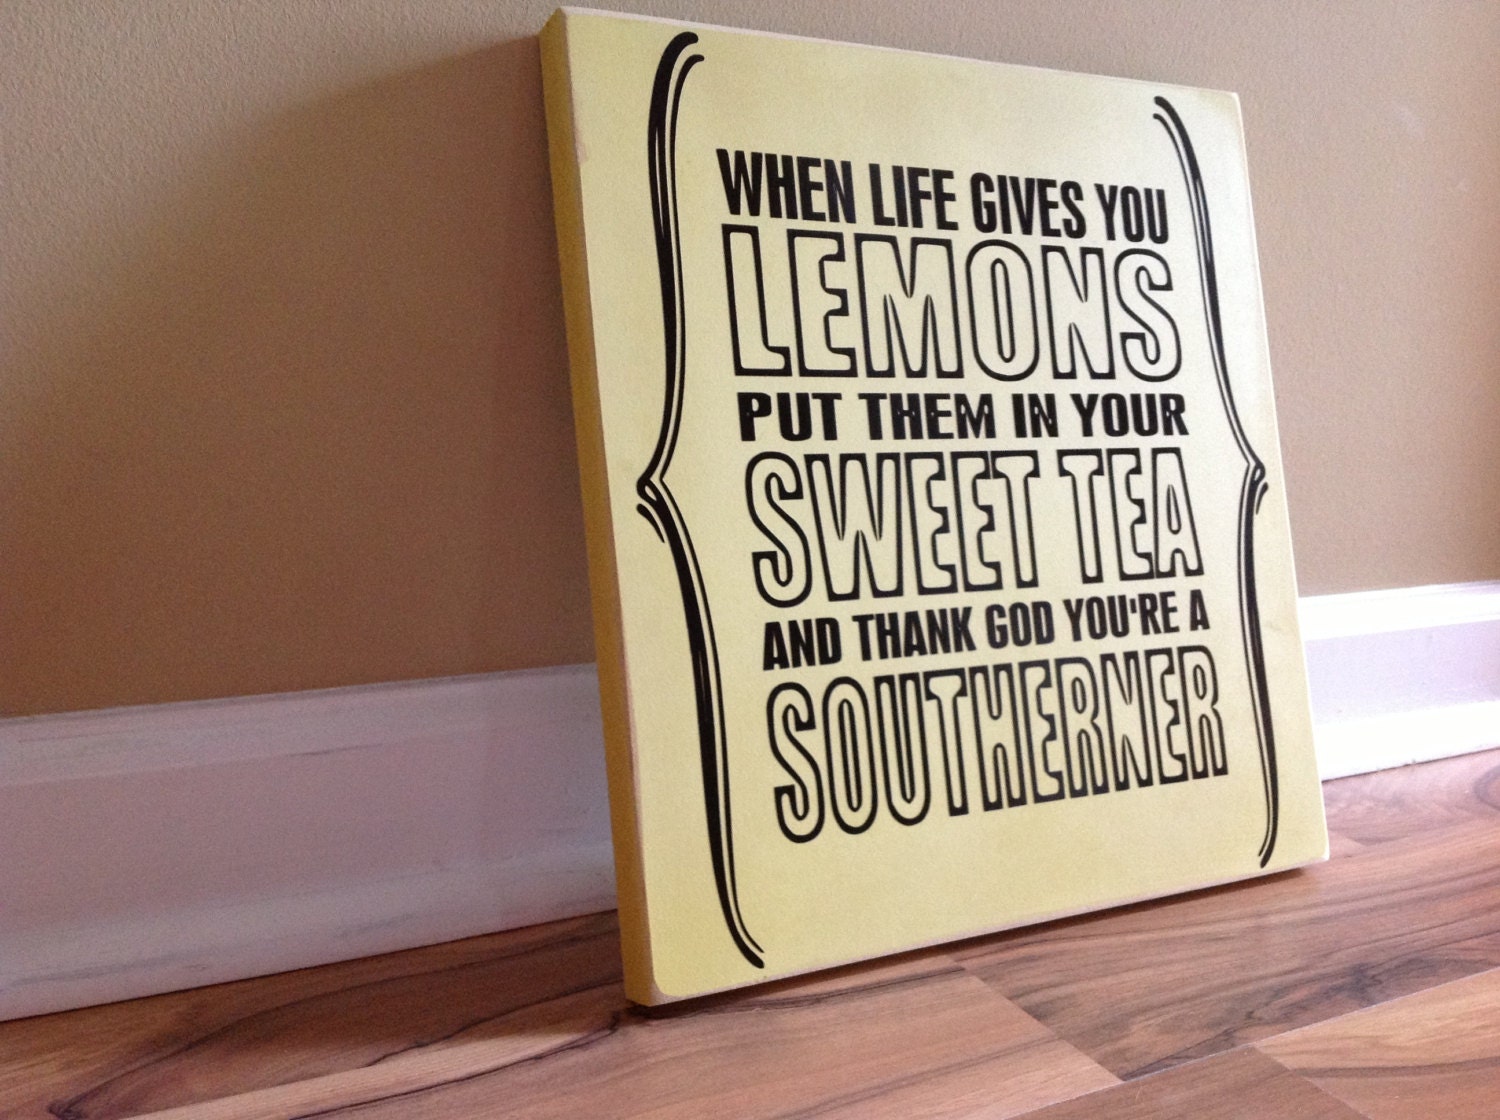 WHEN LIFE GIVES YOU
LEMONS
PUT THEM IN YOUR
SWEET TEA
AND THANK GOD YOU'RE A
SOUTHERNER